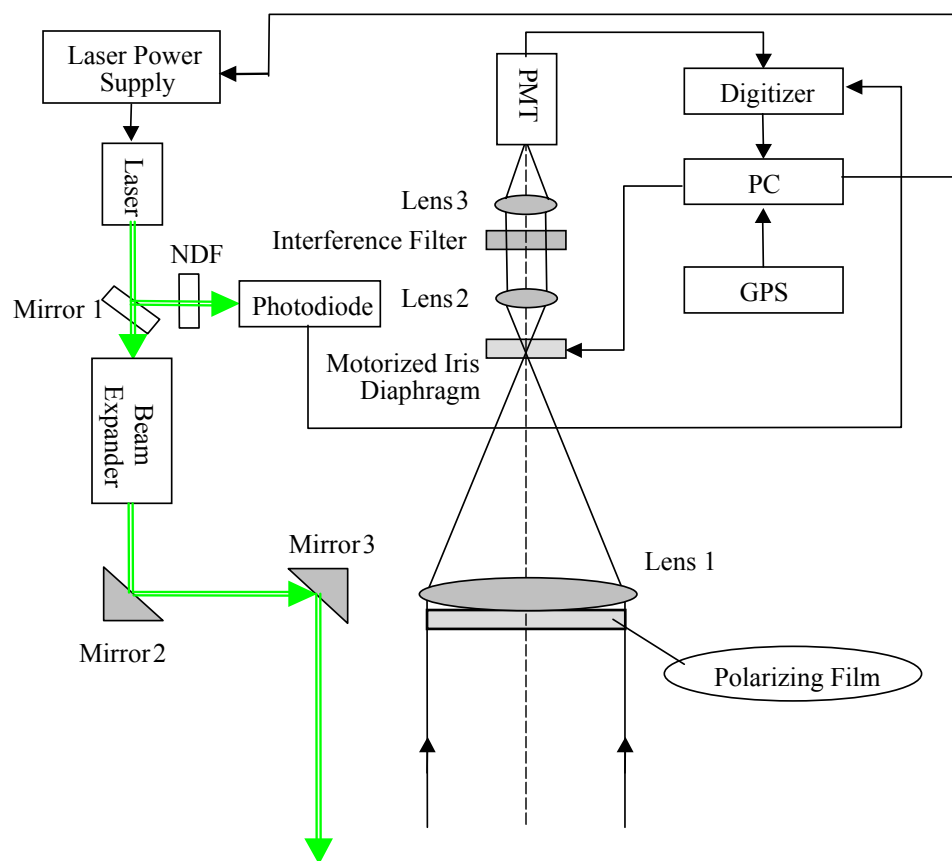 Laser Power
Supply
Laser
NDF
Mirror 1
Photodiode
Beam
Expander
Mirror 2
Mirror 3
PMT
Lens 3
Interference Filter
Lens 2
Motorized Iris
Diaphragm
Lens 1
Polarizing Film
Digitizer
PC
GPS